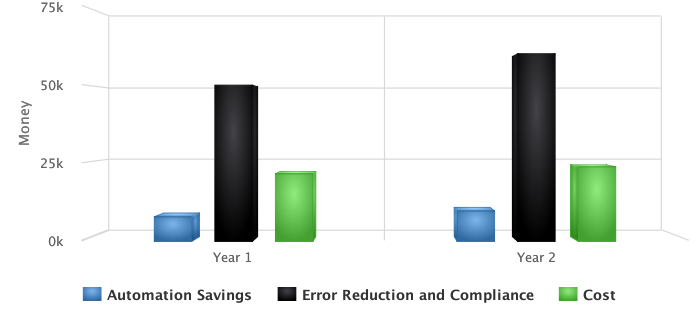 75k
50k
25k
0k
Money
Year 1
Year 2
Automation Savings
Error Reduction and Compliance
Cost